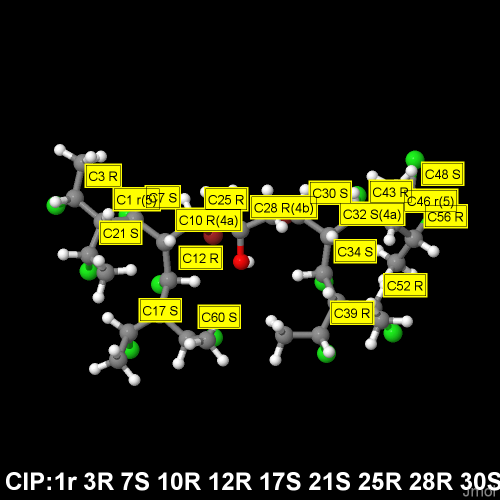 C48 S
C3 R
C1 r(5)
C7 S
C25 R
C30 S
C43 R
C46 r(5)
C28 R(4b)
C32 S(4a)
C56 R
C10 R(4a)
C21 S
C34 S
C12 R
C52 R
C17 S
C60 S
C39 R
CIP:1r 3R 7S 10R 12R 17S 21S 25R 28R 30S
Jmol